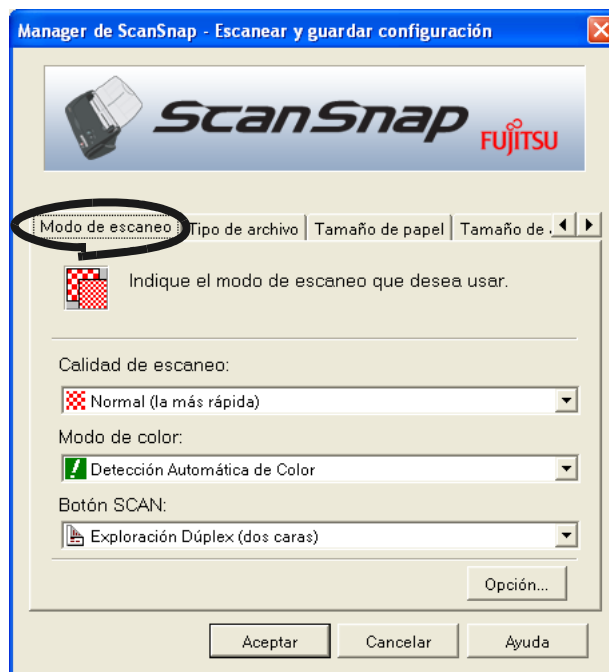 Manager de ScanSnap - Escanear y guardar configuración
ScanSnap FUJITSU
Modo de escaneo Tipo de archivo Tamaño de papel Tamaño de
Indique el modo de escaneo que desea usar.
Calidad de escaneo:
Normal (la más rápida)
Modo de color:
Detección Automática de Color
Botón SCAN:
Exploración Dúplex (dos caras)
Opción...
Aceptar Cancelar Ayuda